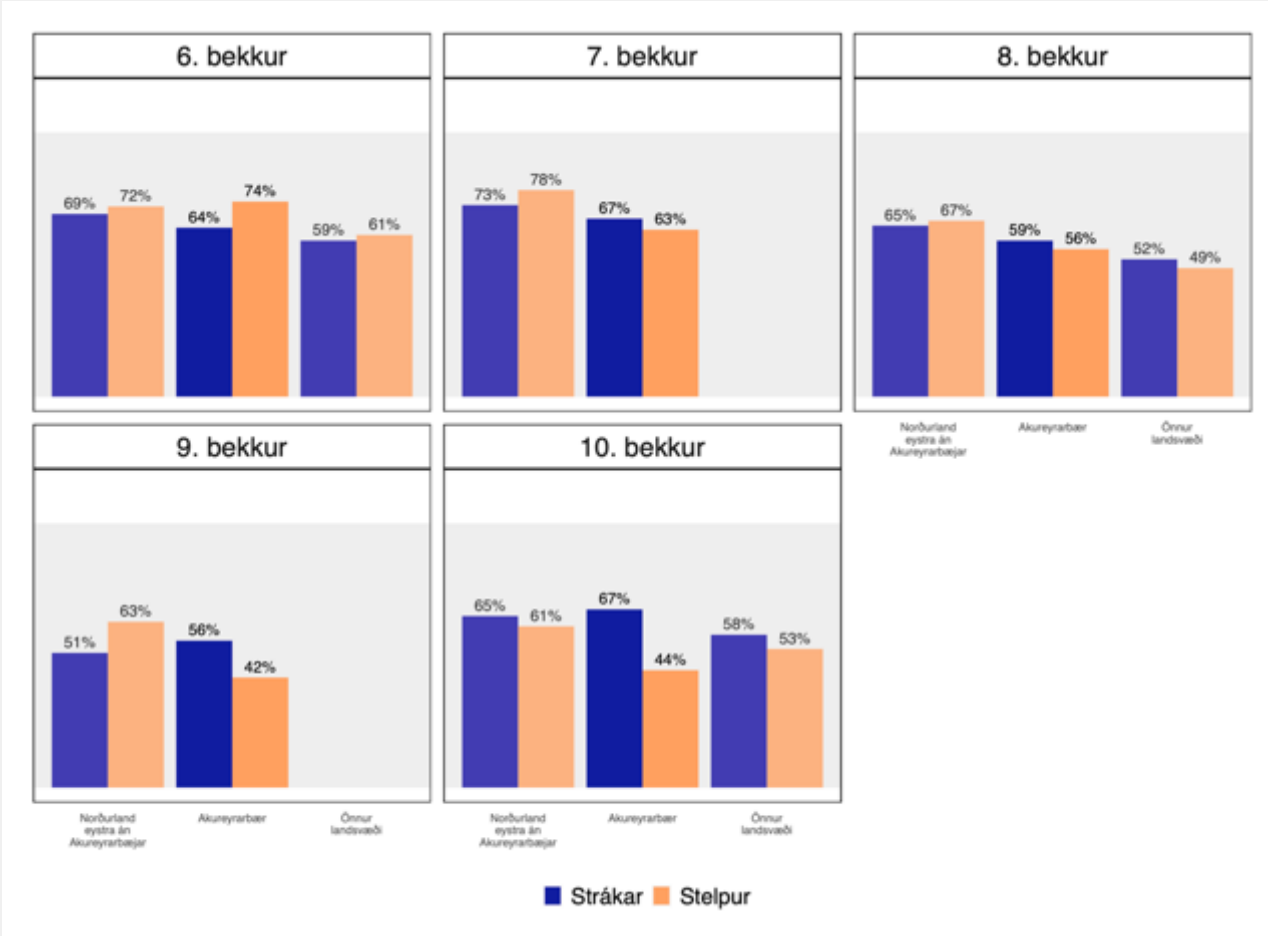 6. bekkur
69%
72%
64%
74%
59%
61%
7. bekkur
73%
78%
67%
63%
8. bekkur
65%
67%
59%
56%
52%
49%
Norðurland
eystra án
Akureyrarbæjar
Akureyrarbær
Önnur
landsvæði
9. bekkur
51%
63%
56%
42%
Norðurland
eystra án
Akureyrarbæjar
Akureyrarbær
Önnur
landsvæði
10. bekkur
65%
61%
67%
44%
58%
53%
Norðurland
eystra án
Akureyrarbæjar
Akureyrarbær
Önnur
landsvæði
Strákar Stelpur